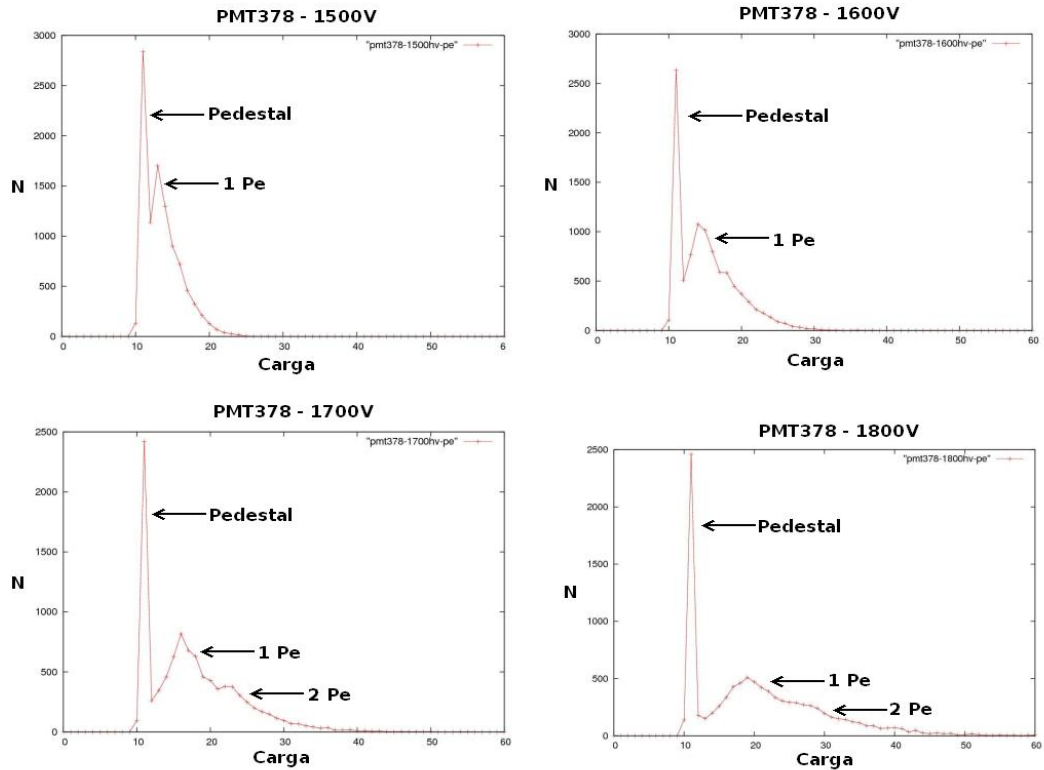 PMT378 - 1500V
3000
"pmt378-1500hv-pe"
2500
Pedestal
2000
N
1500
1 Pe
1000
500
0
0 10 20 30 40 50 6
Carga
PMT378 - 1600V
3000
"pmt378-1600hv-pe"
2500
Pedestal
2000
N
1500
1000
1 Pe
500
0
0 10 20 30 40 50 60
Carga
PMT378 - 1700V
2500
"pmt378-1700hv-pe"
2000
Pedestal
1500
N
1000
1 Pe
500
2 Pe
0
0 10 20 30 40 50 60
Carga
PMT378 - 1800V
2500
"pmt378-1800hv-pe"
2000
Pedestal
1500
N
1000
500
1 Pe
2 Pe
0
0 10 20 30 40 50 60
Carga